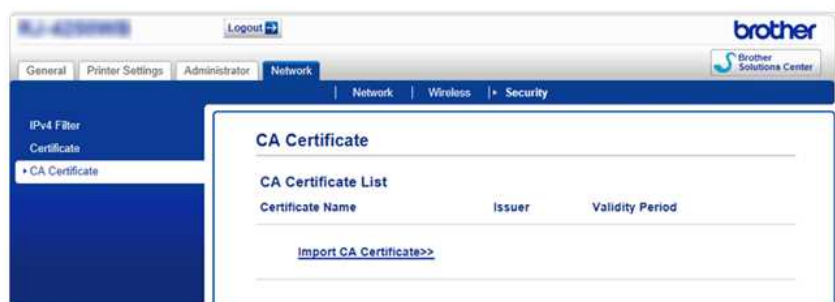 Logout
brother
General Printer Settings Administrator Network
Brother
Solutions Center
Network Wireless Security
IPv4 Filter
Certificate
CA Certificate
CA Certificate
CA Certificate List
Certificate Name Issuer Validity Period
Import CA Certificate>>